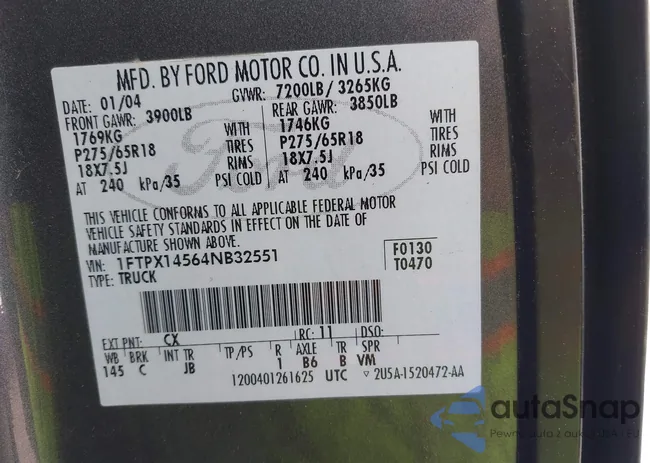 MFD. BY FORD MOTOR CO. IN U.S.A.
DATE: 01/04 GVWR: 7200LB/ 3265KG
FRONT GAWR: 3900LB REAR GAWR: 3850LB
1769KG WITH 1746KG WITH
P275/65R18 TIRES P275/65R18 TIRES
18X7.5J RIMS 18X7.5J RIMS
AT 240 kPa/35 PSI COLD AT 240 kPa/35 PSI COLD
Ford
THIS VEHICLE CONFORMS TO ALL APPLICABLE FEDERAL MOTOR
VEHICLE SAFETY STANDARDS IN EFFECT ON THE DATE OF
MANUFACTURE SHOWN ABOVE.
VIN: 1FTPX14564NB32551 F0130
TYPE: TRUCK T0470
EXT PNT: CX RC: 11 DSO:
WB BRK INT TR TP/PS R AXLE TR SPR
145 C JB 1 B6 B VM
1200401261625 UTC 2U5A-1520472-AA
autaSnap